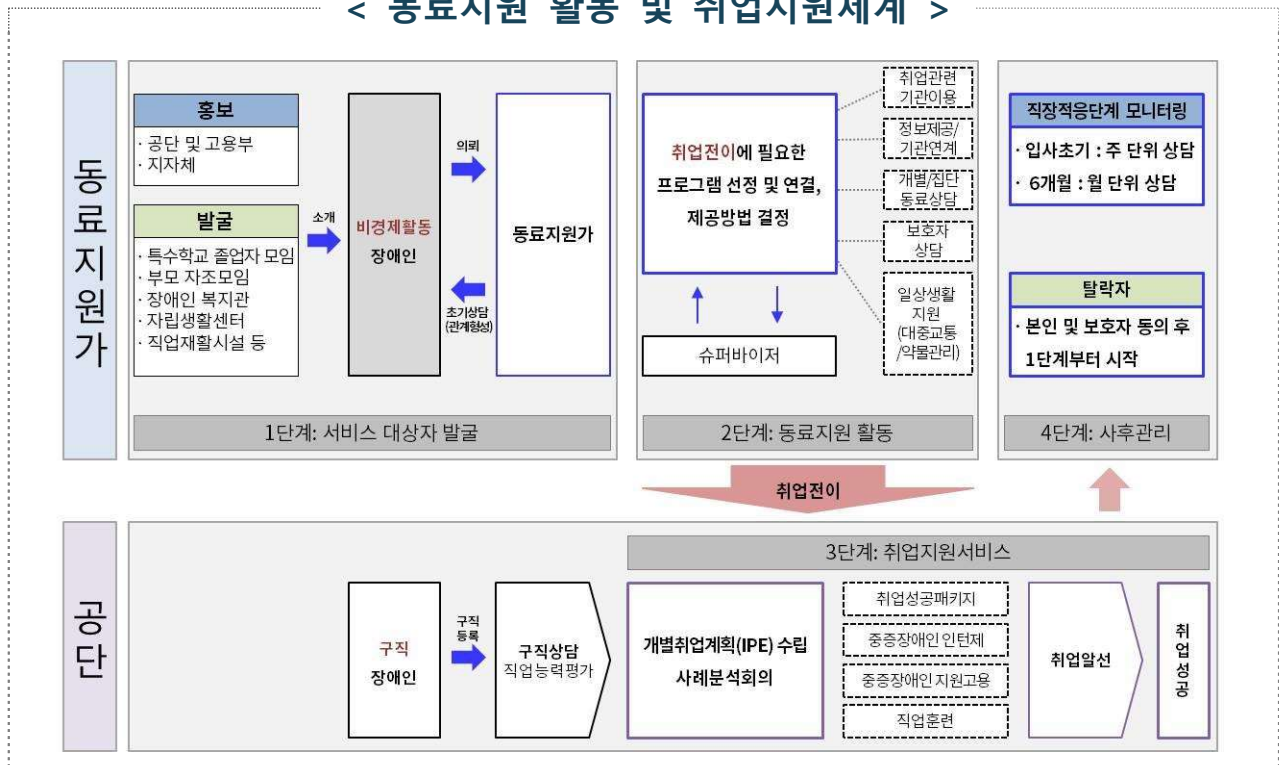 < 동료지원 활동 및 취업지원체계 >
동료지원가
홍보
· 공단 및 고용부
· 지자체
발굴
· 특수학교 졸업자 모임
· 부모 자조모임
· 장애인 복지관
· 자립생활센터
· 직업재활시설 등
소개
비경제활동
장애인
의뢰
초기상담
(관계형성)
동료지원가
1단계: 서비스 대상자 발굴
취업전이에 필요한
프로그램 선정 및 연결,
제공방법 결정
슈퍼바이저
취업관련
기관이용
정보제공/
기관연계
개별/집단
동료상담
보호자
상담
일상생활
지원
(대중교통
/약물관리)
2단계: 동료지원 활동
직장적응단계 모니터링
· 입사초기 : 주 단위 상담
· 6개월 : 월 단위 상담
탈락자
· 본인 및 보호자 동의 후
1단계부터 시작
4단계: 사후관리
취업전이
공단
3단계: 취업지원서비스
구직
장애인
구직
등록
구직상담
직업능력평가
개별취업계획(IPE) 수립
사례분석회의
취업성공패키지
중증장애인 인턴제
중증장애인 지원고용
직업훈련
취업알선
취업성공